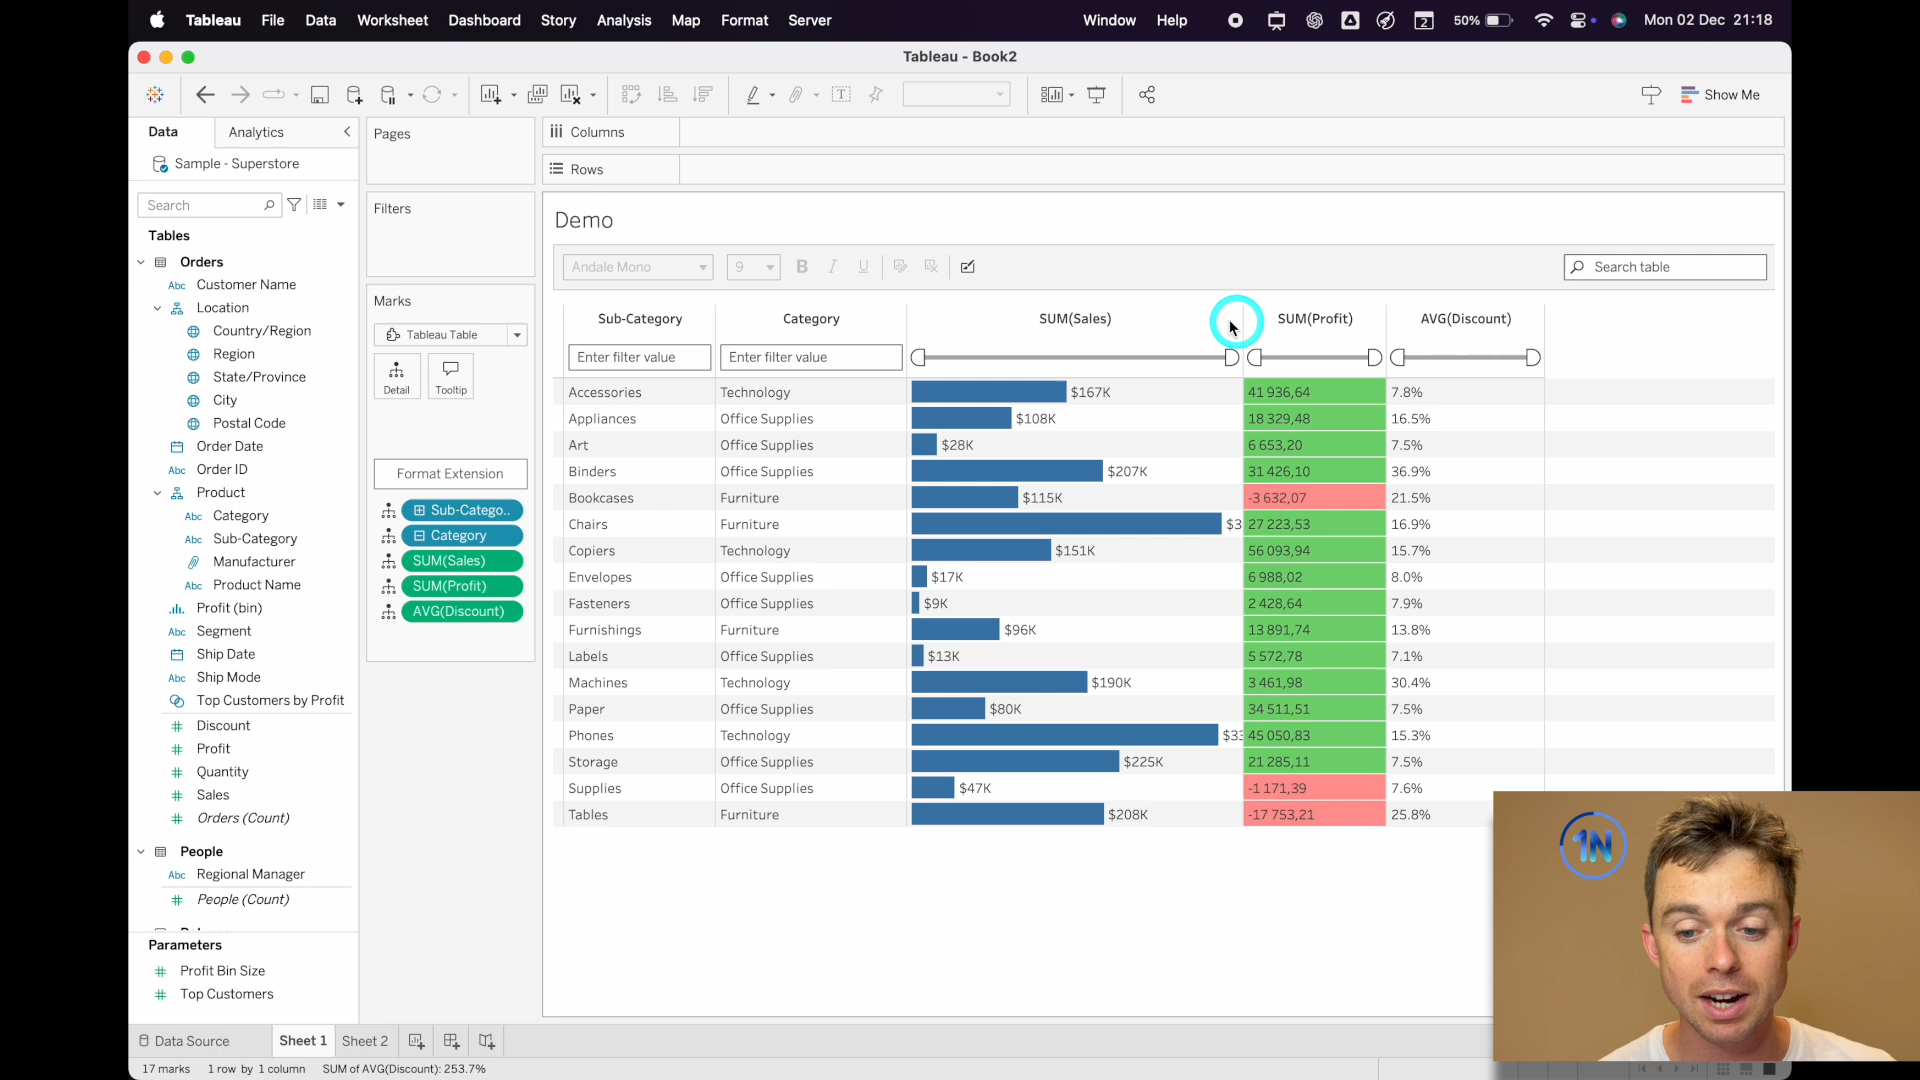 Tableau File Data Worksheet Dashboard Story Analysis Map Format Server Window Help 2 50% Mon 02 Dec 21:18
Tableau - Book2
Show Me
Data Analytics
Sample - Superstore
Search
Tables
Orders
Abc Customer Name
Location
Country/Region
Region
State/Province
City
Postal Code
Order Date
Abc Order ID
Product
Abc Category
Abc Sub-Category
Manufacturer
Abc Product Name
Profit (bin)
Abc Segment
Ship Date
Abc Ship Mode
Top Customers by Profit
# Discount
# Profit
# Quantity
# Sales
# Orders (Count)
People
Abc Regional Manager
# People (Count)
Parameters
# Profit Bin Size
# Top Customers
Pages
Filters
Marks
Tableau Table
Detail Tooltip
Format Extension
Sub-Catego..
Category
SUM(Sales)
SUM(Profit)
AVG(Discount)
Columns
Rows
Demo
Andale Mono 9 B I U Search table
Sub-Category Category SUM(Sales) SUM(Profit) AVG(Discount)
Enter filter value Enter filter value
Accessories Technology $167K 41 936,64 7.8%
Appliances Office Supplies $108K 18 329,48 16.5%
Art Office Supplies $28K 6 653,20 7.5%
Binders Office Supplies $207K 31 426,10 36.9%
Bookcases Furniture $115K -3 632,07 21.5%
Chairs Furniture $3 27 223,53 16.9%
Copiers Technology $151K 56 093,94 15.7%
Envelopes Office Supplies $17K 6 988,02 8.0%
Fasteners Office Supplies $9K 2 428,64 7.9%
Furnishings Furniture $96K 13 891,74 13.8%
Labels Office Supplies $13K 5 572,78 7.1%
Machines Technology $190K 3 461,98 30.4%
Paper Office Supplies $80K 34 511,51 7.5%
Phones Technology $33 45 050,83 15.3%
Storage Office Supplies $225K 21 285,11 7.5%
Supplies Office Supplies $47K -1 171,39 7.6%
Tables Furniture $208K -17 753,21 25.8%
1N
Data Source Sheet 1 Sheet 2
17 marks 1 row by 1 column SUM of AVG(Discount): 253.7%